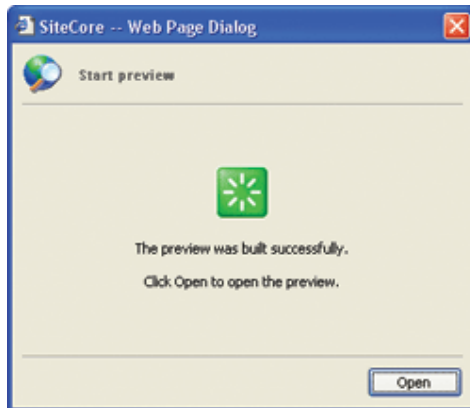 SiteCore -- Web Page Dialog
Start preview
The preview was built successfully.
Click Open to open the preview.
Open